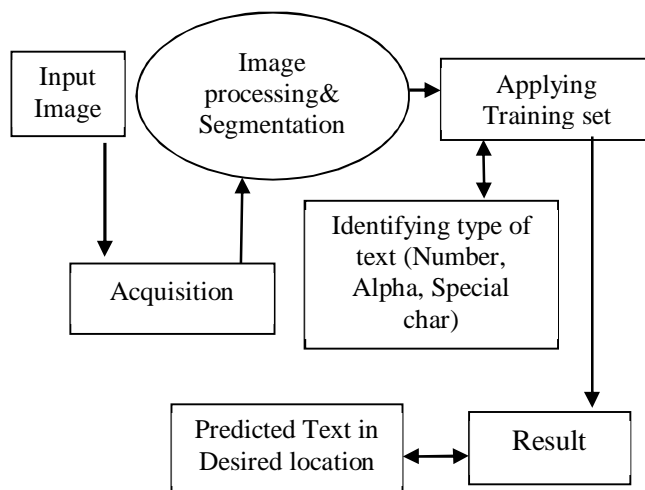 Input
Image
Image
processing&
Segmentation
Applying
Training set
Acquisition
Identifying type of
text (Number,
Alpha, Special
char)
Predicted Text in
Desired location
Result